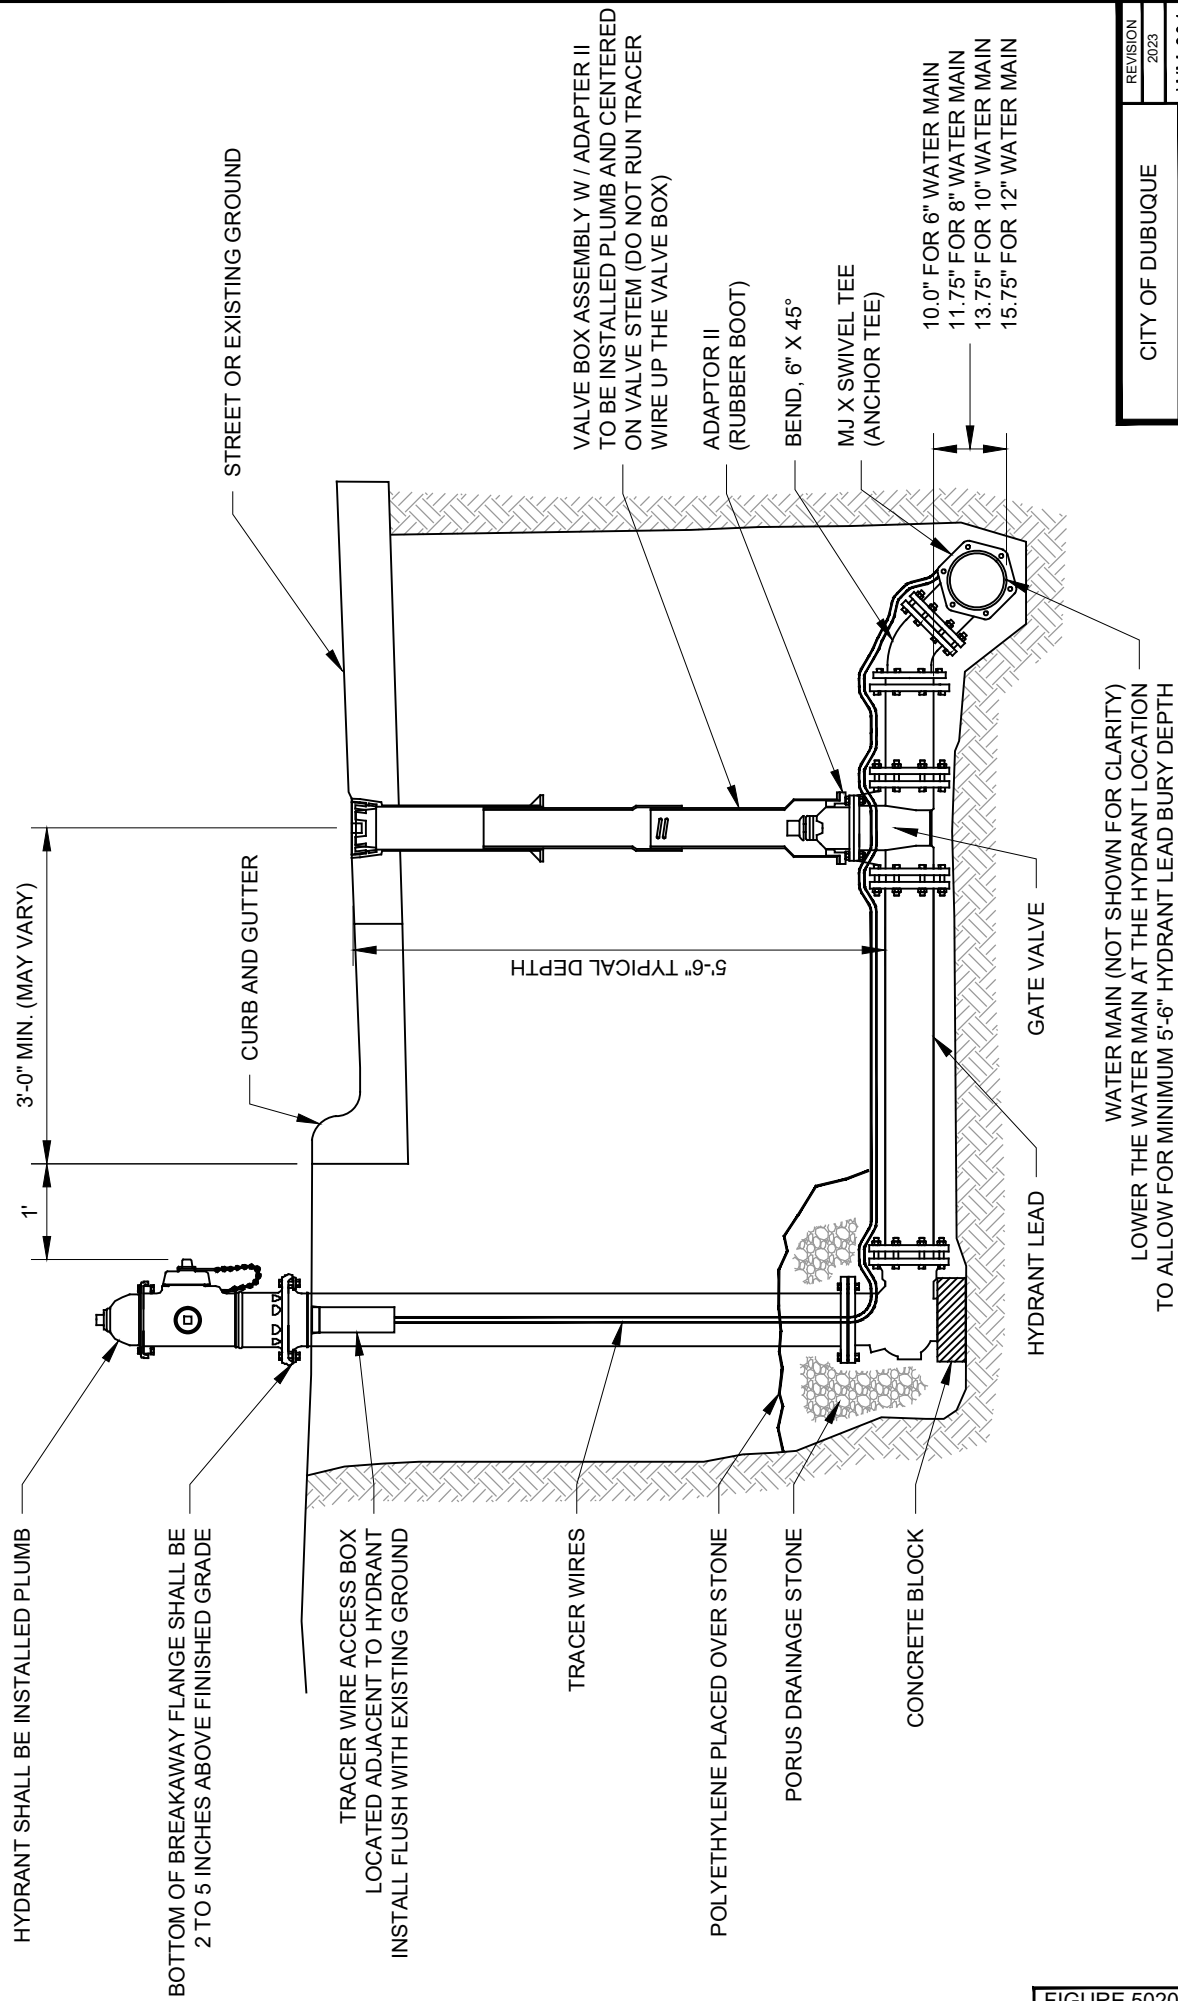 HYDRANT SHALL BE INSTALLED PLUMB
BOTTOM OF BREAKAWAY FLANGE SHALL BE
2 TO 5 INCHES ABOVE FINISHED GRADE
TRACER WIRE ACCESS BOX
LOCATED ADJACENT TO HYDRANT
INSTALL FLUSH WITH EXISTING GROUND
TRACER WIRES
POLYETHYLENE PLACED OVER STONE
PORUS DRAINAGE STONE
CONCRETE BLOCK
1'
3'-0" MIN. (MAY VARY)
CURB AND GUTTER
5'-6" TYPICAL DEPTH
HYDRANT LEAD
GATE VALVE
WATER MAIN (NOT SHOWN FOR CLARITY)
LOWER THE WATER MAIN AT THE HYDRANT LOCATION
TO ALLOW FOR MINIMUM 5'-6" HYDRANT LEAD BURY DEPTH
STREET OR EXISTING GROUND
VALVE BOX ASSEMBLY W / ADAPTER II
TO BE INSTALLED PLUMB AND CENTERED
ON VALVE STEM (DO NOT RUN TRACER
WIRE UP THE VALVE BOX)
ADAPTOR II
(RUBBER BOOT)
BEND, 6" X 45°
MJ X SWIVEL TEE
(ANCHOR TEE)
10.0" FOR 6" WATER MAIN
11.75" FOR 8" WATER MAIN
13.75" FOR 10" WATER MAIN
15.75" FOR 12" WATER MAIN
CITY OF DUBUQUE
REVISION
2023
FIGURE 5020